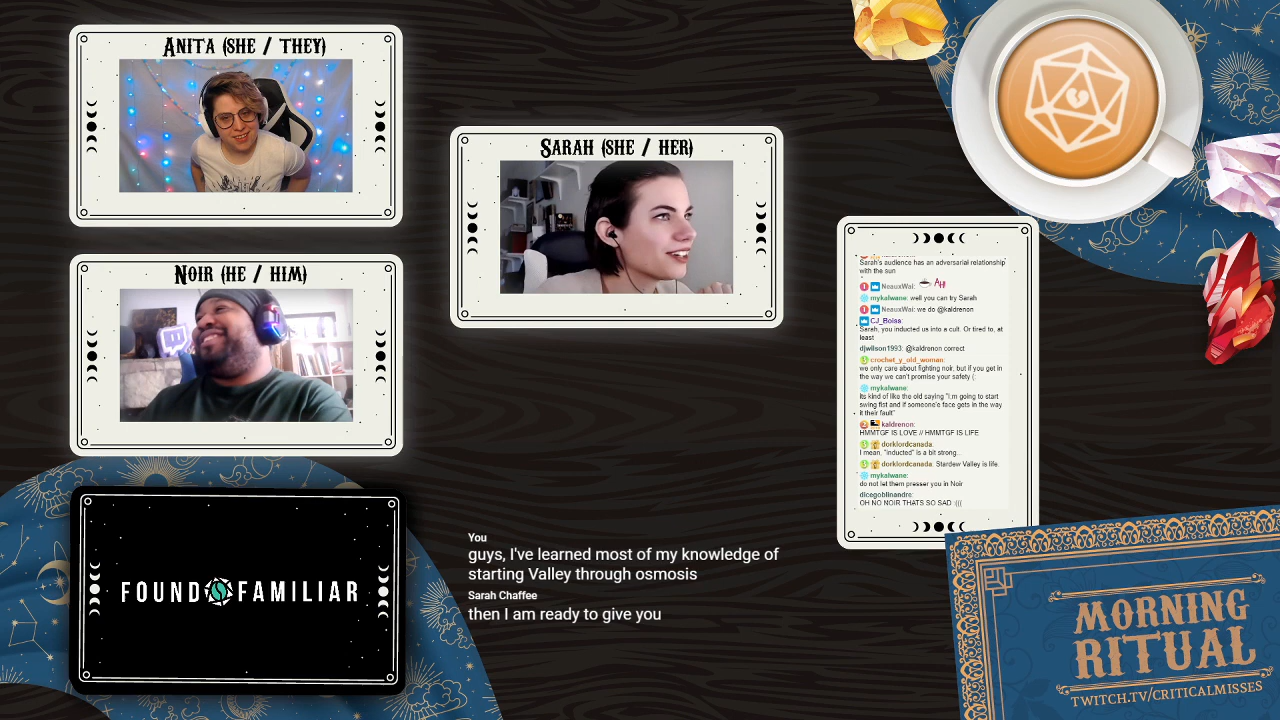 ANITA (SHE / THEY)
SARAH (SHE / HER)
NOIR (HE / HIM)
FOUND FAMILIAR
You
guys, I've learned most of my knowledge of
starting Valley through osmosis
Sarah Chaffee
then I am ready to give you
Sarah's audience has an adversarial relationship
with the sun
NeauxWal: AH!
mykalwane: well you can try Sarah
NeauxWal: we do @kaldrenon
CJ_Boiss:
Sarah, you inducted us into a cult. Or tired to, at
least
djwilson1993: @kaldrenon correct
crochet_y_old_woman:
we only care about fighting noir, but if you get in
the way we can't promise your safety (:
mykalwane:
Its kind of like the old saying "I'm going to start
swing fist and if someone'e face gets in the way
it their fault"
kaldrenon:
HMMTGF IS LOVE // HMMTGF IS LIFE
dorklordcanada:
I mean, "inducted" is a bit strong...
dorklordcanada: Stardew Valley is life.
mykalwane:
do not let them presser you in Noir
dicegoblinandre:
OH NO NOIR THATS SO SAD :(((
MORNING
RITUAL
TWITCH.TV/CRITICALMISSES